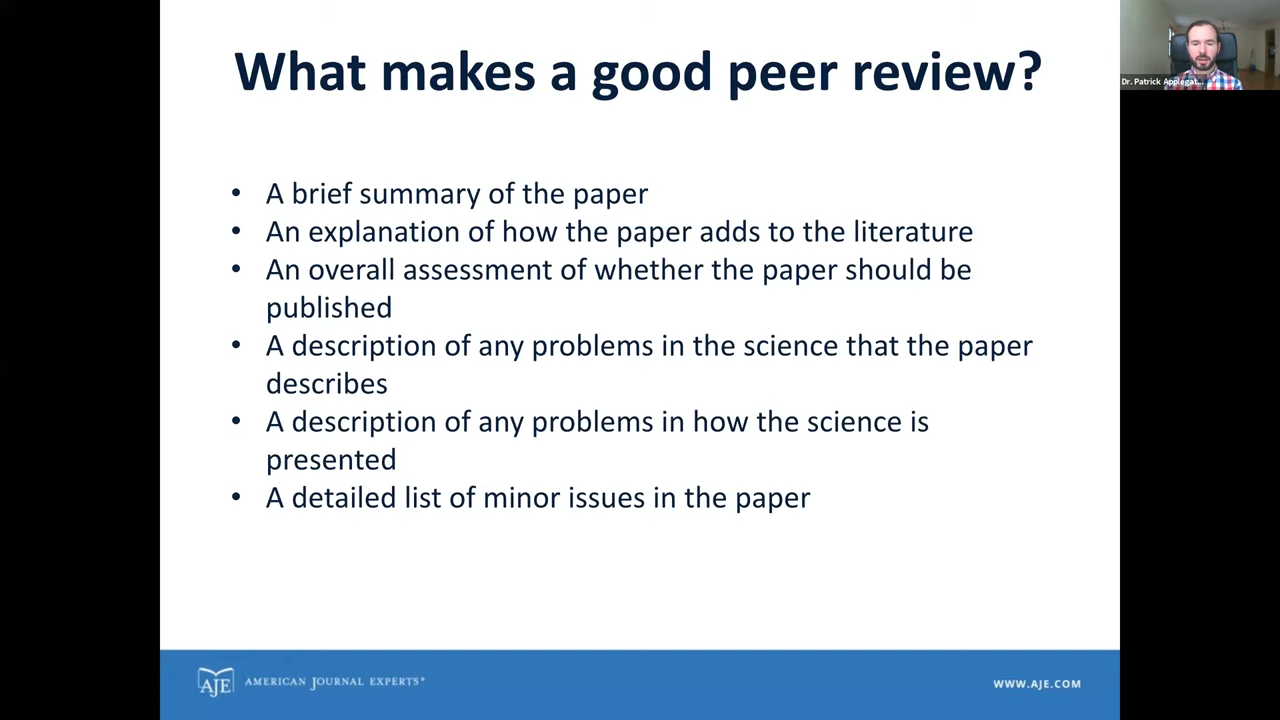 What makes a good peer review?
Dr. Patrick Applegat...
• A brief summary of the paper
• An explanation of how the paper adds to the literature
• An overall assessment of whether the paper should be
published
• A description of any problems in the science that the paper
describes
• A description of any problems in how the science is
presented
• A detailed list of minor issues in the paper
AJE AMERICAN JOURNAL EXPERTS®
WWW.AJE.COM